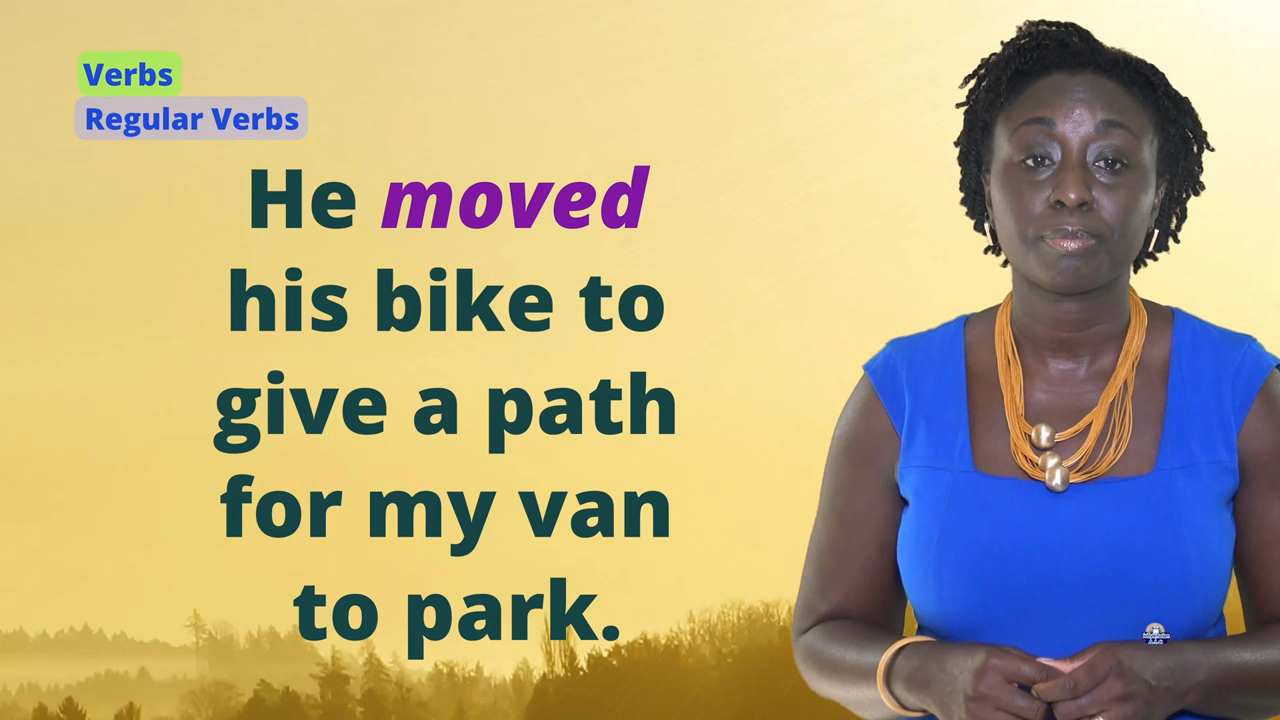 Verbs
Regular Verbs
He moved
his bike to
give a path
for my van
to park.